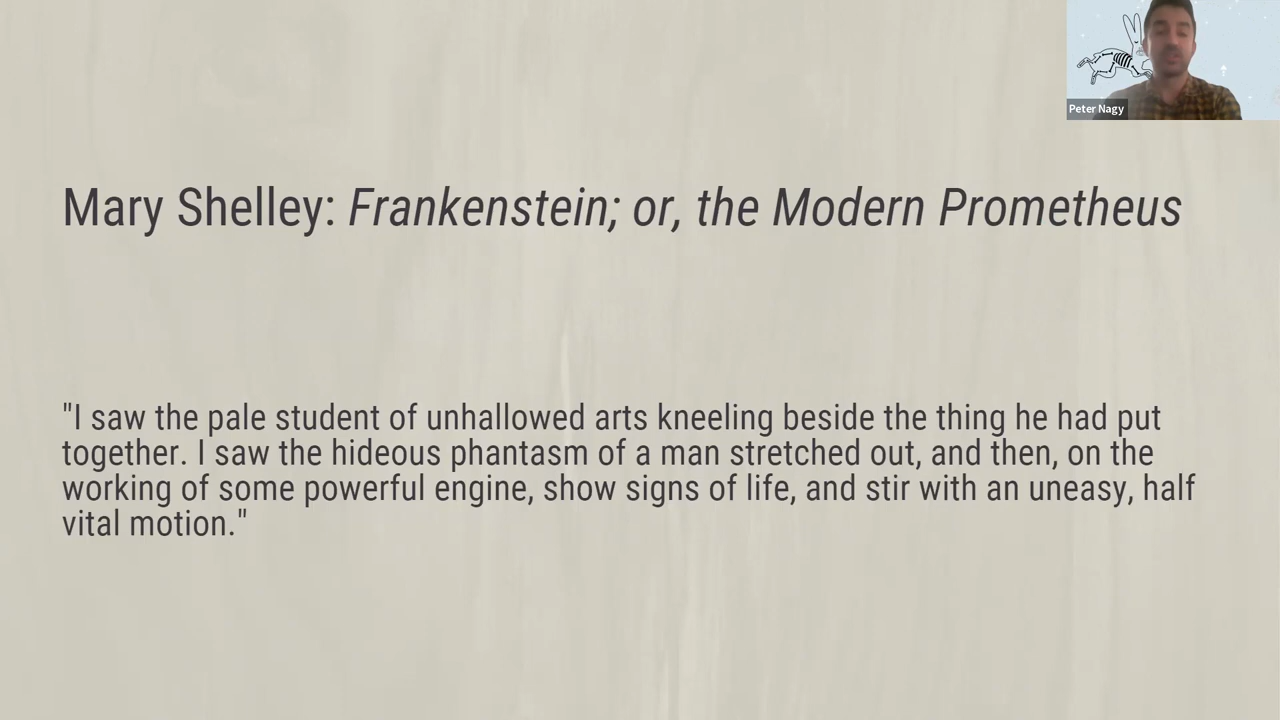 Peter Nagy
Mary Shelley: Frankenstein; or, the Modern Prometheus
"I saw the pale student of unhallowed arts kneeling beside the thing he had put
together. I saw the hideous phantasm of a man stretched out, and then, on the
working of some powerful engine, show signs of life, and stir with an uneasy, half
vital motion."